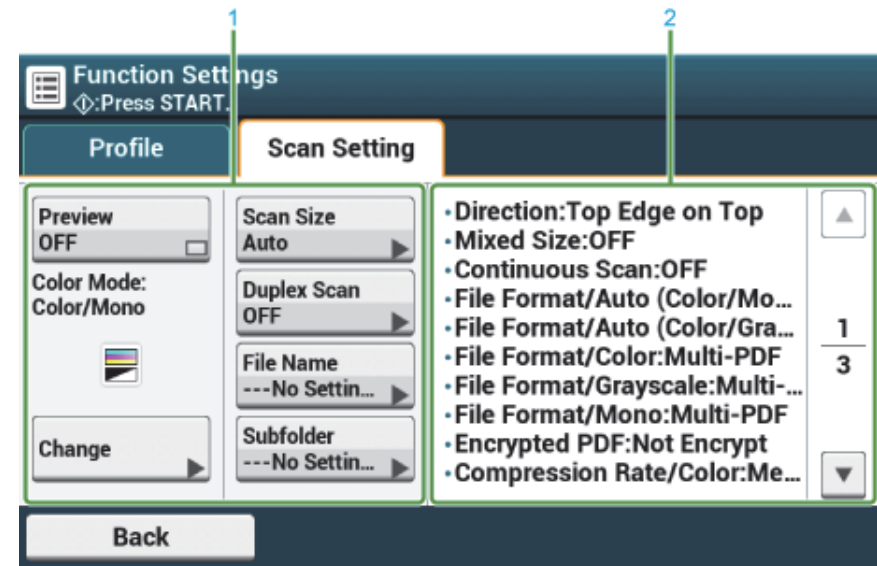 1
2
Function Settings
:Press START.
Profile
Scan Setting
Preview
OFF
Color Mode:
Color/Mono
Change
Scan Size
Auto
Duplex Scan
OFF
File Name
---No Settin...
Subfolder
---No Settin...
•Direction:Top Edge on Top
•Mixed Size:OFF
•Continuous Scan:OFF
•File Format/Auto (Color/Mo...
•File Format/Auto (Color/Gra...
•File Format/Color:Multi-PDF
•File Format/Grayscale:Multi-...
•File Format/Mono:Multi-PDF
•Encrypted PDF:Not Encrypt
•Compression Rate/Color:Me...
1
3
Back